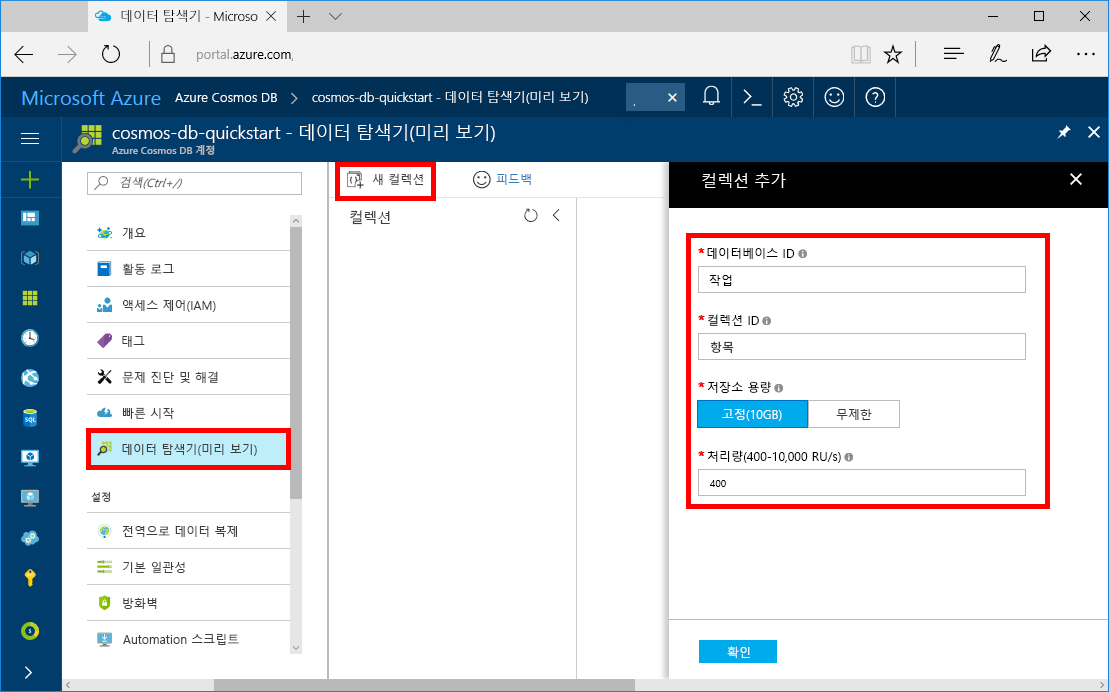 데이터 탐색기 - Microso
portal.azure.com,
Microsoft Azure Azure Cosmos DB > cosmos-db-quickstart - 데이터 탐색기(미리 보기)
cosmos-db-quickstart - 데이터 탐색기(미리 보기)
Azure Cosmos DB 계정
검색(Ctrl+/)
개요
활동 로그
액세스 제어(IAM)
태그
문제 진단 및 해결
빠른 시작
데이터 탐색기(미리 보기)
설정
전역으로 데이터 복제
기본 일관성
방화벽
Automation 스크립트
새 컬렉션
피드백
컬렉션
컬렉션 추가
*데이터베이스 ID
작업
*컬렉션 ID
항목
*저장소 용량
고정(10GB) 무제한
*처리량(400-10,000 RU/s)
400
확인
SQL